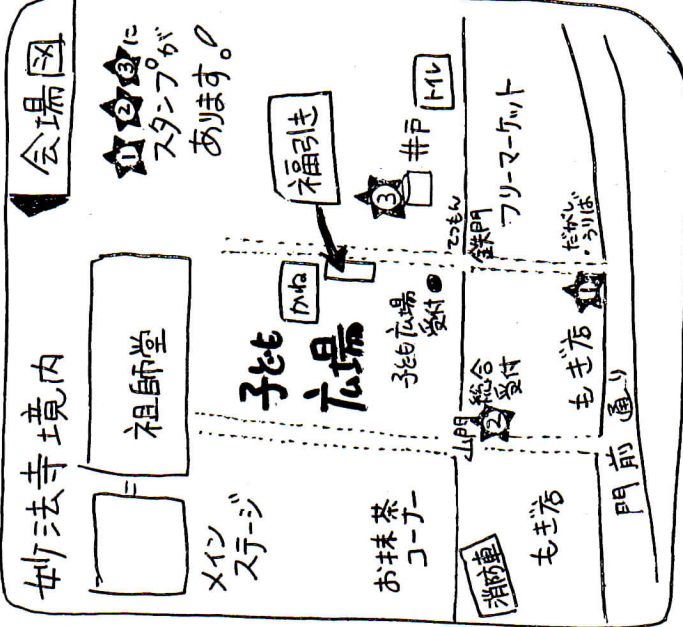 妙法寺境内
会場図
①②③に
スタンプが
あります。
祖師堂
メイン
ステージ
子ども
広場
かね
福引き
③
井戸
トイレ
お抹茶
コーナー
子ども広場
受付
山門
総合
受付
②
てつもん
鉄門
フリーマーケット
消防車
もぎ店
もぎ店
①
だがし
うりば
門前通り